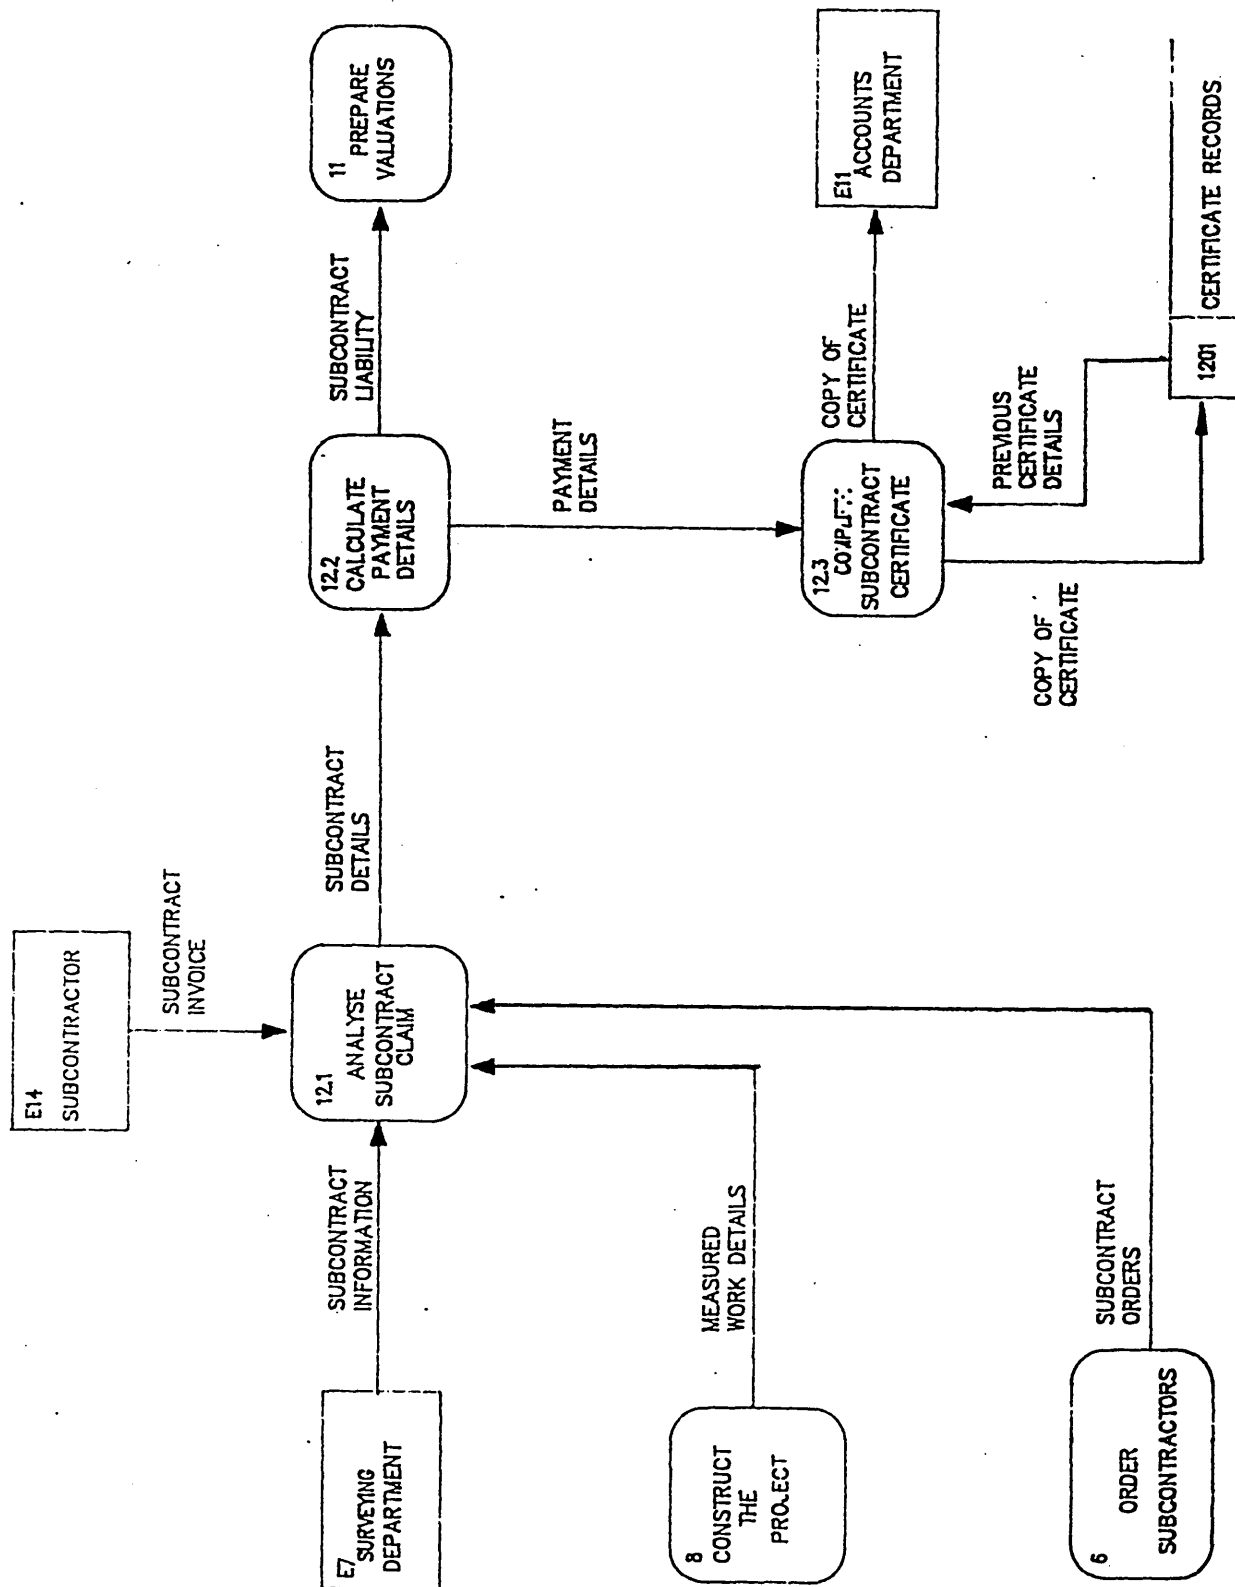 E14
SUBCONTRACTOR
SUBCONTRACT
INVOICE
E7
SURVEYING
DEPARTMENT
SUBCONTRACT
INFORMATION
12.1
ANALYSE
SUBCONTRACT
CLAIM
SUBCONTRACT
DETAILS
12.2
CALCULATE
PAYMENT
DETAILS
SUBCONTRACT
LIABILITY
11
PREPARE
VALUATIONS
8
CONSTRUCT
THE
PROJECT
MEASURED
WORK DETAILS
PAYMENT
DETAILS
12.3
SUBCONTRACT
CERTIFICATE
COPY OF
CERTIFICATE
E11
ACCOUNTS
DEPARTMENT
6
ORDER
SUBCONTRACTORS
SUBCONTRACT
ORDERS
COPY OF
CERTIFICATE
PREVIOUS
CERTIFICATE
DETAILS
1201
CERTIFICATE RECORDS